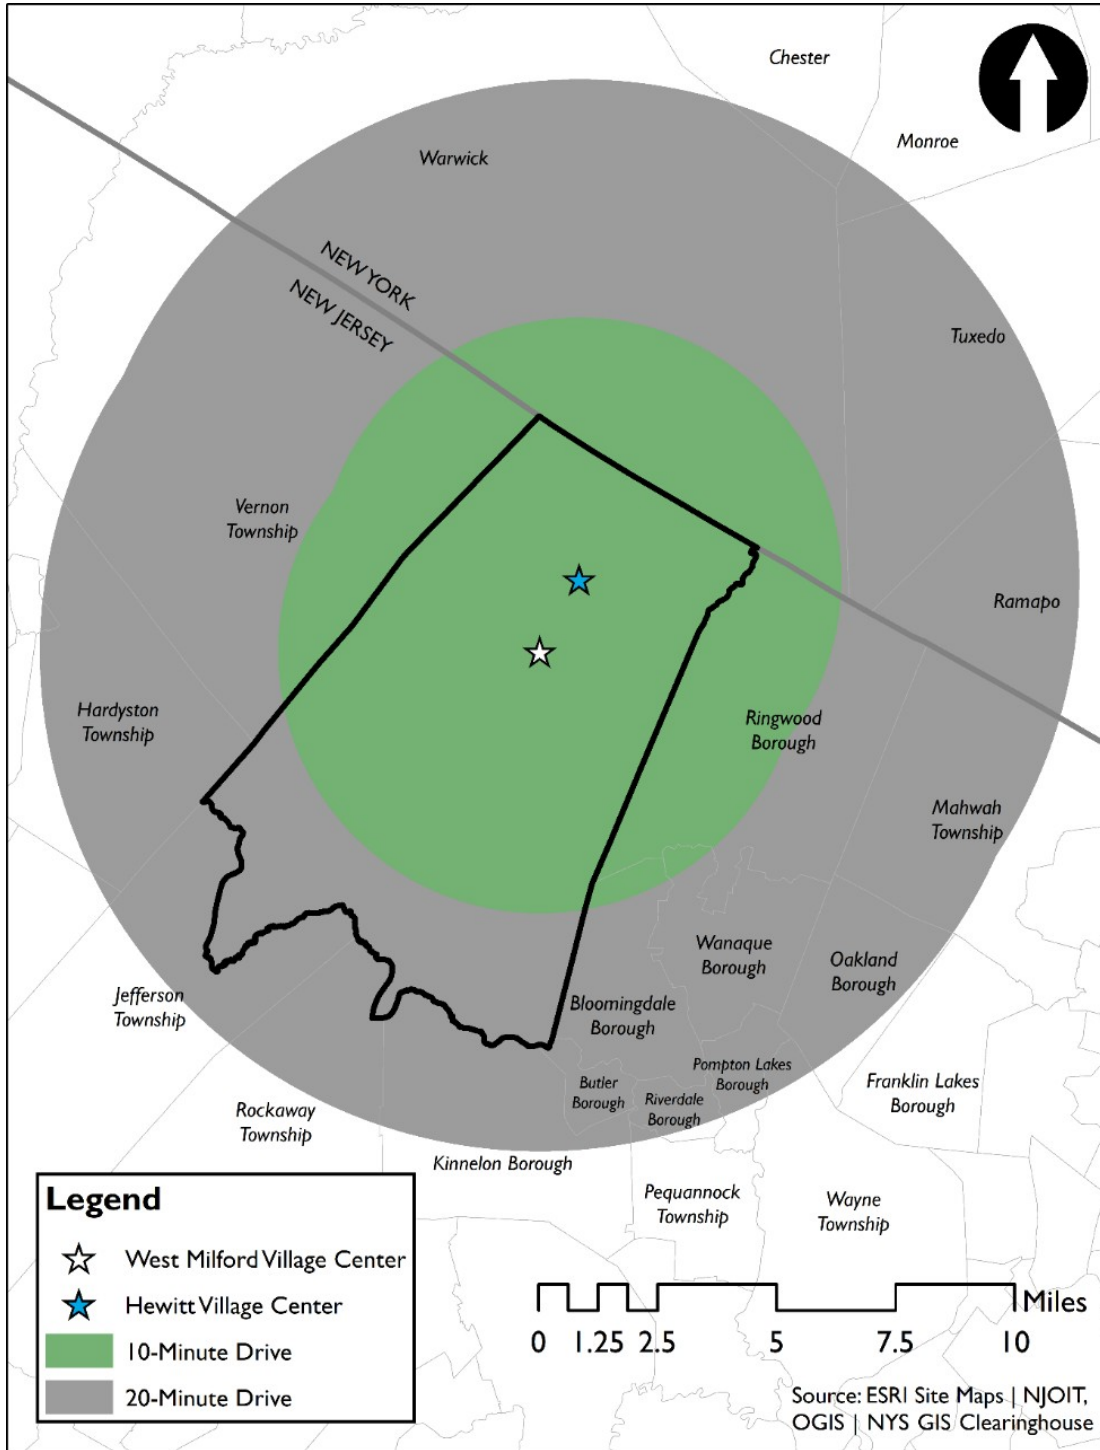 Chester
Monroe
Warwick
NEW YORK
NEW JERSEY
Tuxedo
Vernon
Township
Ramapo
Hardyston
Township
Ringwood
Borough
Mahwah
Township
Wanaque
Borough
Oakland
Borough
Jefferson
Township
Bloomingdale
Borough
Pompton Lakes
Borough
Butler
Borough
Riverdale
Borough
Franklin Lakes
Borough
Rockaway
Township
Kinnelon Borough
Pequannock
Township
Wayne
Township
Legend
West Milford Village Center
Hewitt Village Center
10-Minute Drive
20-Minute Drive
Miles
0 1.25 2.5 5 7.5 10
Source: ESRI Site Maps | NJOIT,
OGIS | NYS GIS Clearinghouse